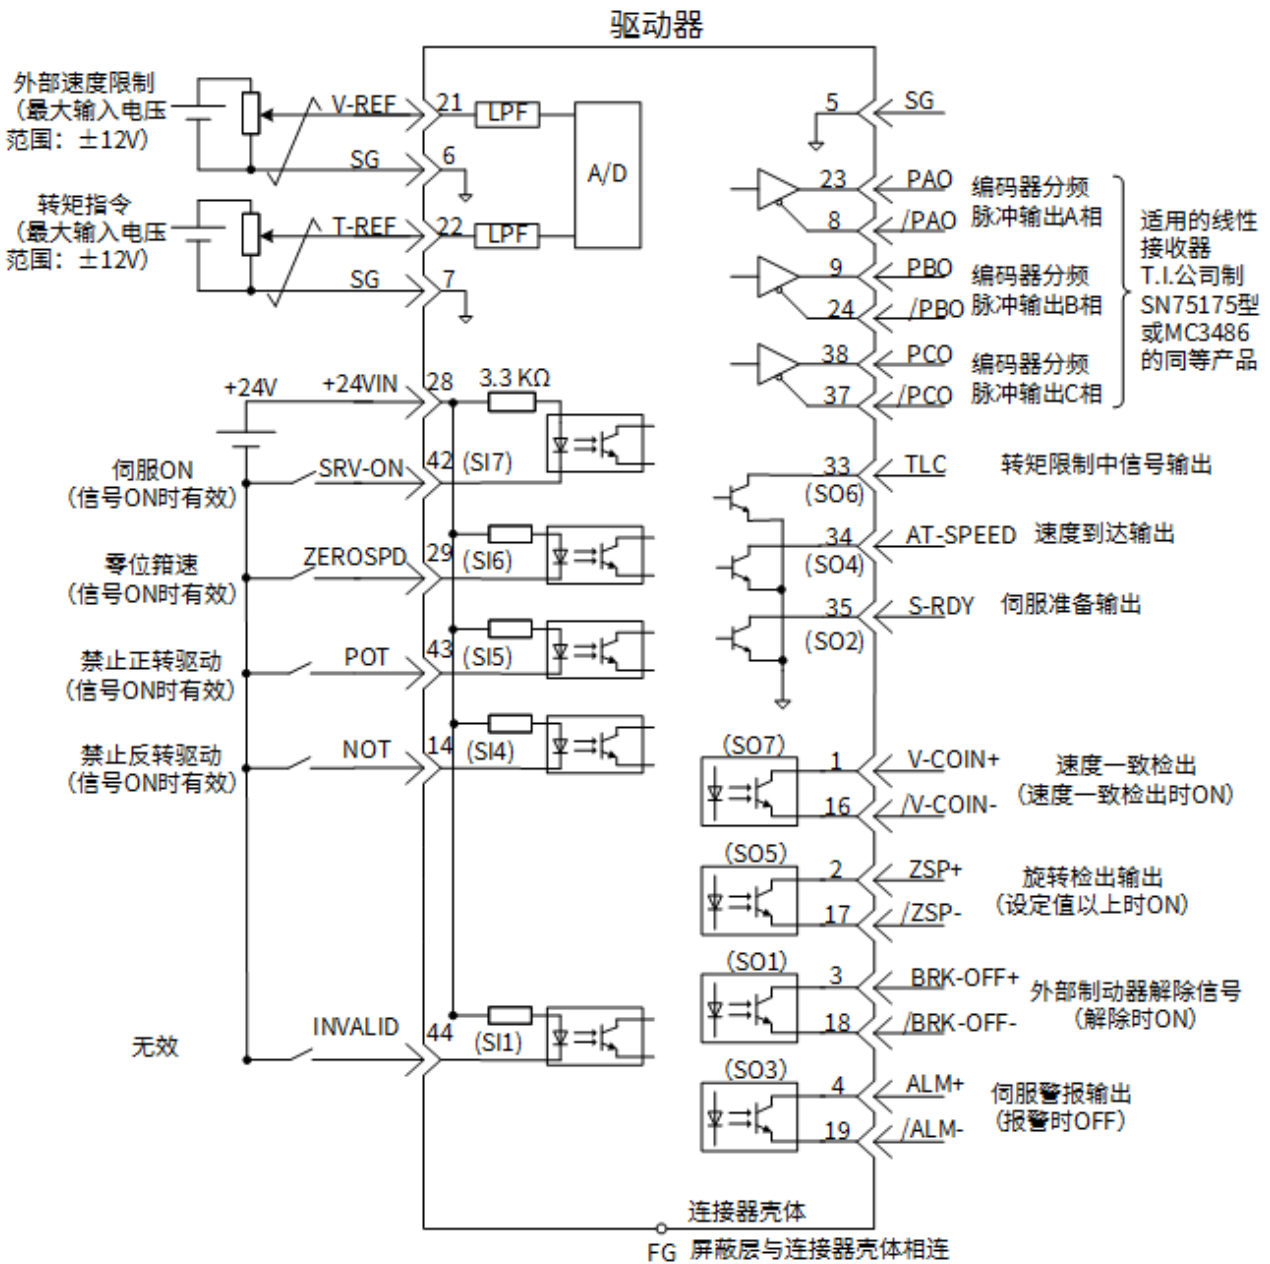 驱动器
外部速度限制
（最大输入电压
范围：±12V）
V-REF
21
LPF
SG
6
A/D
转矩指令
（最大输入电压
范围：±12V）
T-REF
22
LPF
SG
7
5
SG
23
PAO
8
/PAO
编码器分频
脉冲输出A相
9
PBO
24
/PBO
编码器分频
脉冲输出B相
38
PCO
37
/PCO
编码器分频
脉冲输出C相
适用的线性
接收器
T.I.公司制
SN75175型
或MC3486
的同等产品
+24V
+24VIN
28
3.3 KΩ
伺服ON
（信号ON时有效）
SRV-ON
42
(SI7)
零位箝速
（信号ON时有效）
ZEROSPD
29
(SI6)
禁止正转驱动
（信号ON时有效）
POT
43
(SI5)
禁止反转驱动
（信号ON时有效）
NOT
14
(SI4)
无效
INVALID
44
(SI1)
33
TLC
转矩限制中信号输出
(SO6)
34
AT-SPEED
速度到达输出
(SO4)
35
S-RDY
伺服准备输出
(SO2)
(SO7)
1
V-COIN+
16
/V-COIN-
速度一致检出
（速度一致检出时ON）
(SO5)
2
ZSP+
17
/ZSP-
旋转检出输出
（设定值以上时ON）
(SO1)
3
BRK-OFF+
18
/BRK-OFF-
外部制动器解除信号
（解除时ON）
(SO3)
4
ALM+
19
/ALM-
伺服警报输出
（报警时OFF）
连接器壳体
FG 屏蔽层与连接器壳体相连